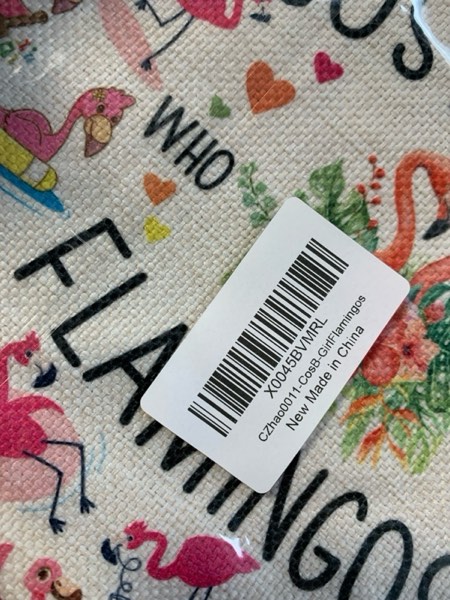 WHO
FLAMINGOS
X0045BVMRL
CZhao0011-CosB-GirlFlamingos
New Made in China